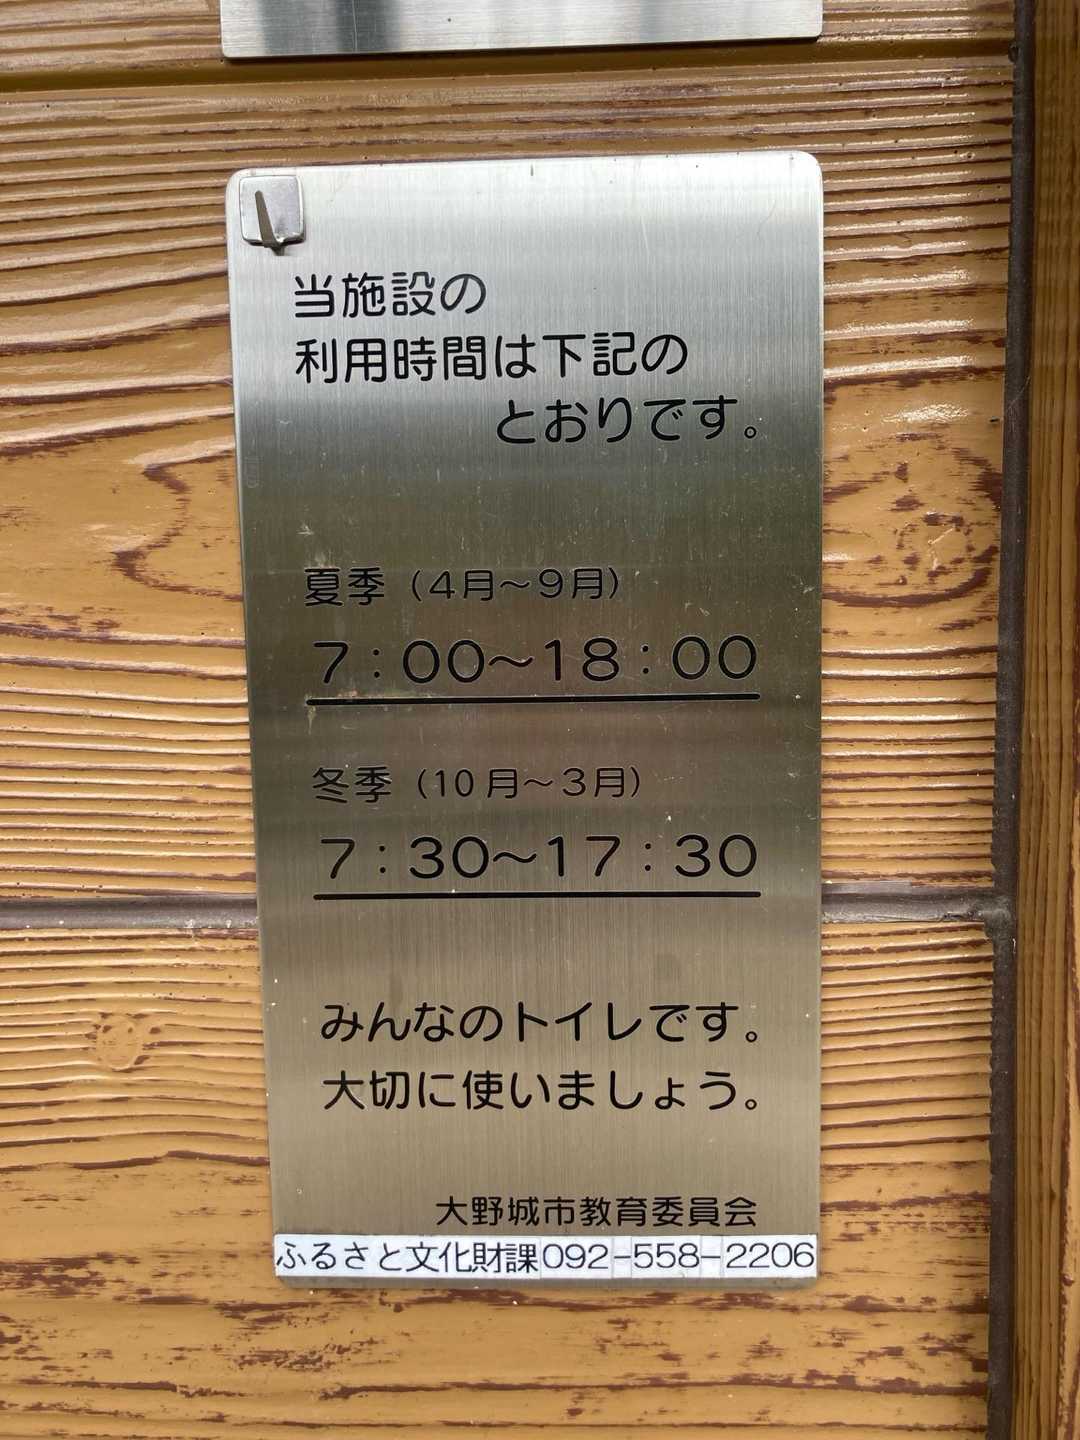 当施設の
利用時間は下記の
とおりです。
夏季（4月～9月）
7：00～18：00
冬季（10月～3月）
7：30～17：30
みんなのトイレです。
大切に使いましょう。
大野城市教育委員会
ふるさと文化財課092-558-2206